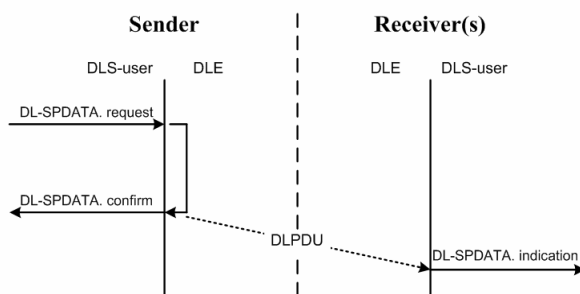 Sender
Receiver(s)
DLS-user
DLE
DLE
DLS-user
DL-SPDATA. request
DL-SPDATA. confirm
DLPDU
DL-SPDATA. indication